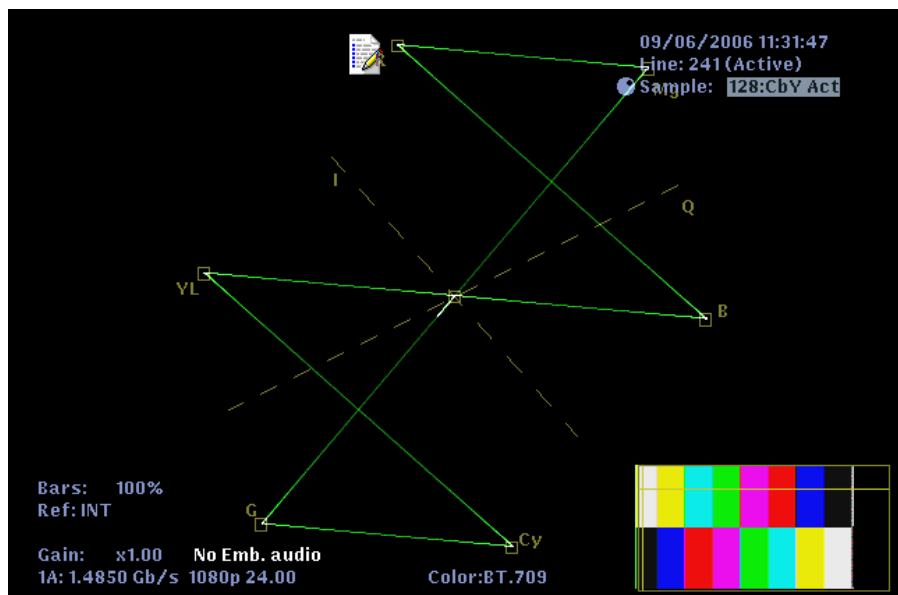 09/06/2006 11:31:47
R
Line: 241 (Active)
Mg
Sample: 128:CbY Act
I
Q
YL
B
Bars: 100%
Ref: INT
G
Cy
Gain: x1.00 No Emb. audio
1A: 1.4850 Gb/s 1080p 24.00 Color:BT.709